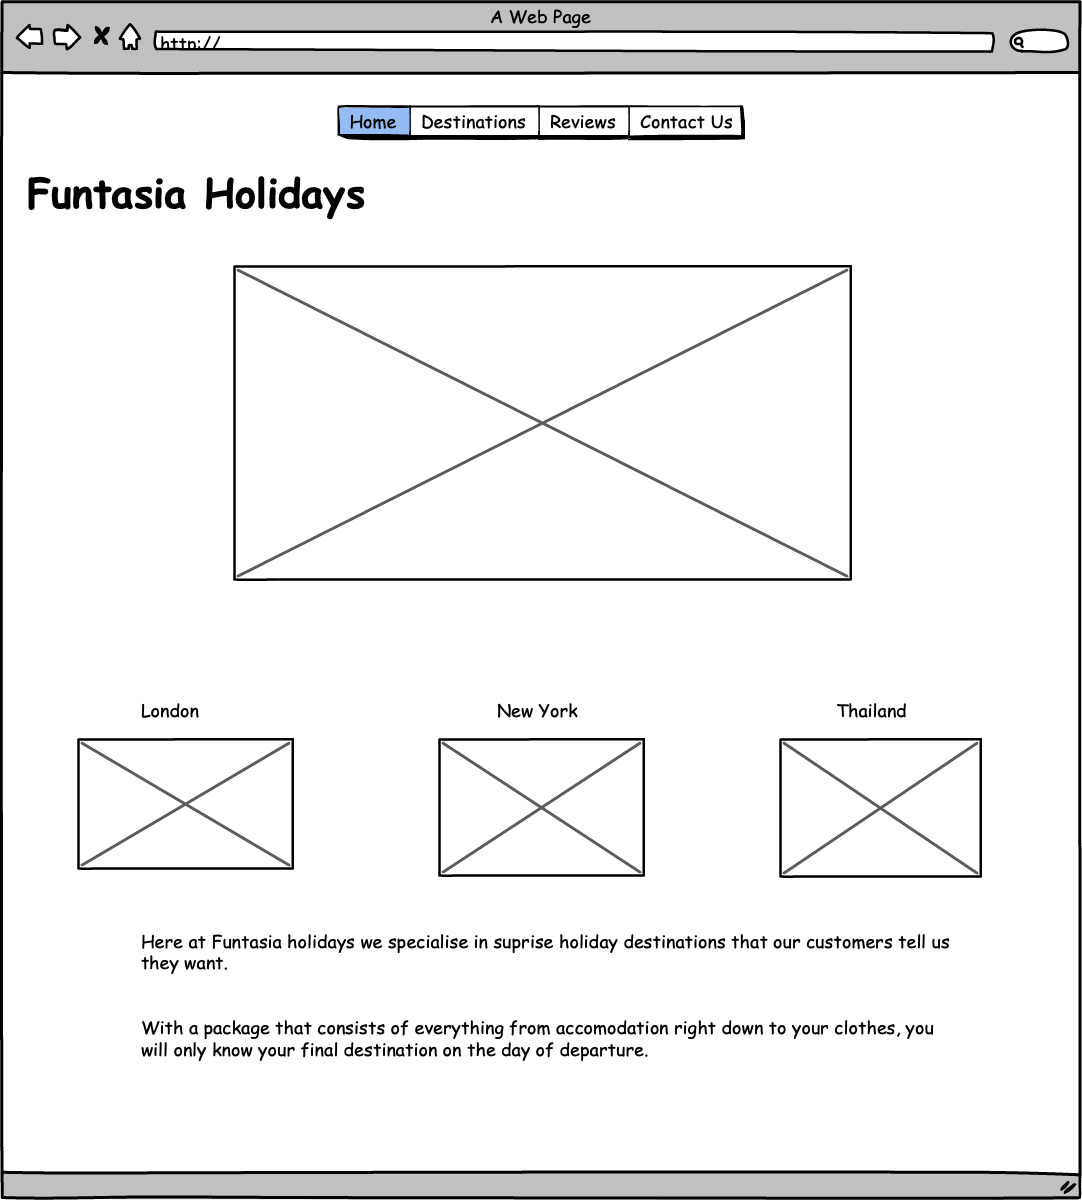 A Web Page
http://
Home Destinations Reviews Contact Us
Funtasia Holidays
London New York Thailand
Here at Funtasia holidays we specialise in suprise holiday destinations that our customers tell us
they want.
With a package that consists of everything from accomodation right down to your clothes, you
will only know your final destination on the day of departure.